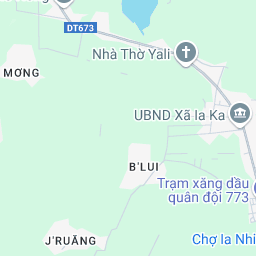 DT673
Nhà Thờ Yali
MƠNG
UBND Xã Ia Ka
B'LUI
Trạm xăng dầu
quân đội 773
J'RUĂNG
Chợ Ia Nhi